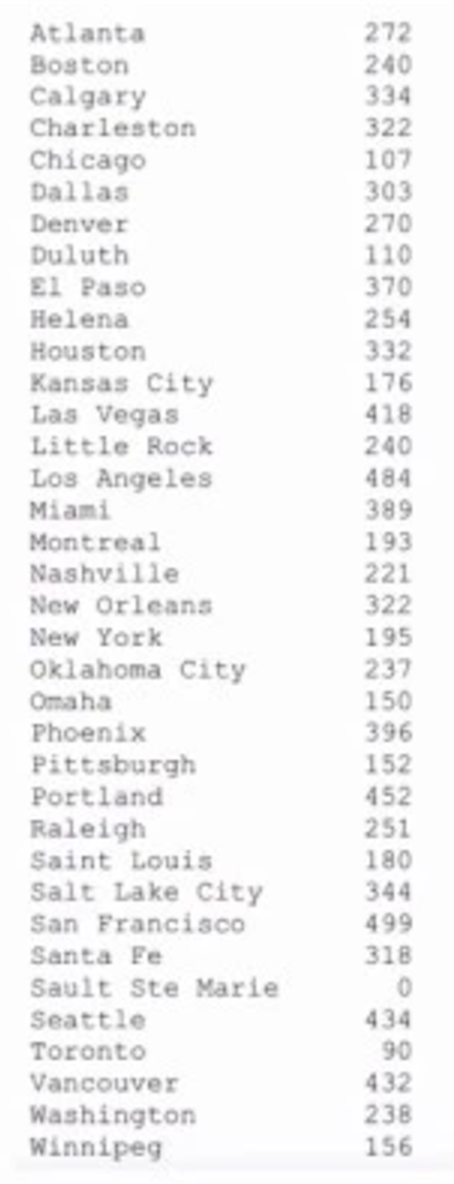 Atlanta 272
Boston 240
Calgary 334
Charleston 322
Chicago 107
Dallas 303
Denver 270
Duluth 110
El Paso 370
Helena 254
Houston 332
Kansas City 176
Las Vegas 418
Little Rock 240
Los Angeles 484
Miami 389
Montreal 193
Nashville 221
New Orleans 322
New York 195
Oklahoma City 237
Omaha 150
Phoenix 396
Pittsburgh 152
Portland 452
Raleigh 251
Saint Louis 180
Salt Lake City 344
San Francisco 499
Santa Fe 318
Sault Ste Marie 0
Seattle 434
Toronto 90
Vancouver 432
Washington 238
Winnipeg 156